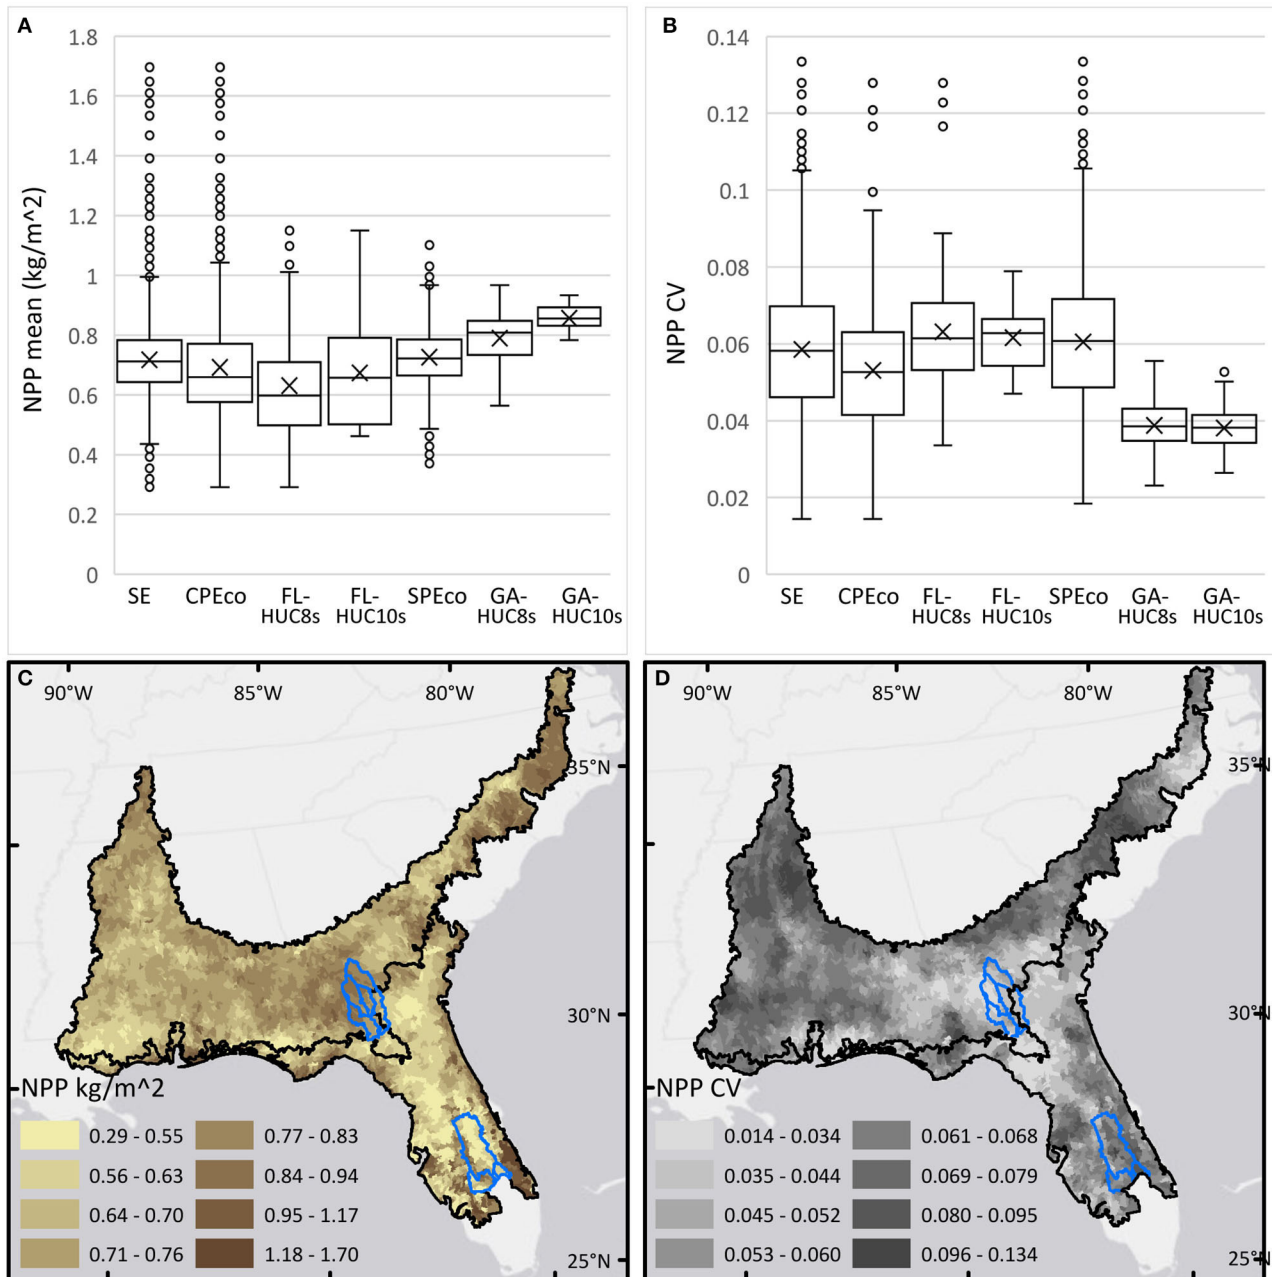 A
NPP mean (kg/m^2)
1.8
1.6
1.4
1.2
1
0.8
0.6
0.4
0.2
0
SE CPEco FL-HUC8s FL-HUC10s SPEco GA-HUC8s GA-HUC10s
B
NPP CV
0.14
0.12
0.1
0.08
0.06
0.04
0.02
0
SE CPEco FL-HUC8s FL-HUC10s SPEco GA-HUC8s GA-HUC10s
C
90°W 85°W 80°W
35°N
30°N
25°N
NPP kg/m^2
0.29 - 0.55 0.77 - 0.83
0.56 - 0.63 0.84 - 0.94
0.64 - 0.70 0.95 - 1.17
0.71 - 0.76 1.18 - 1.70
D
90°W 85°W 80°W
35°N
30°N
25°N
NPP CV
0.014 - 0.034 0.061 - 0.068
0.035 - 0.044 0.069 - 0.079
0.045 - 0.052 0.080 - 0.095
0.053 - 0.060 0.096 - 0.134